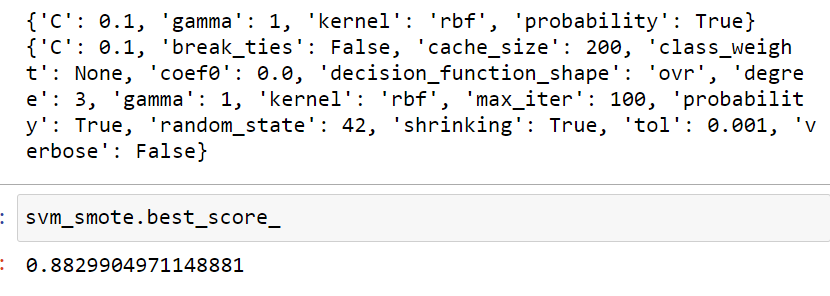 {'C': 0.1, 'gamma': 1, 'kernel': 'rbf', 'probability': True}
{'C': 0.1, 'break_ties': False, 'cache_size': 200, 'class_weigh
t': None, 'coef0': 0.0, 'decision_function_shape': 'ovr', 'degre
e': 3, 'gamma': 1, 'kernel': 'rbf', 'max_iter': 100, 'probabilit
y': True, 'random_state': 42, 'shrinking': True, 'tol': 0.001, 'v
erbose': False}
: svm_smote.best_score_
: 0.8829904971148881